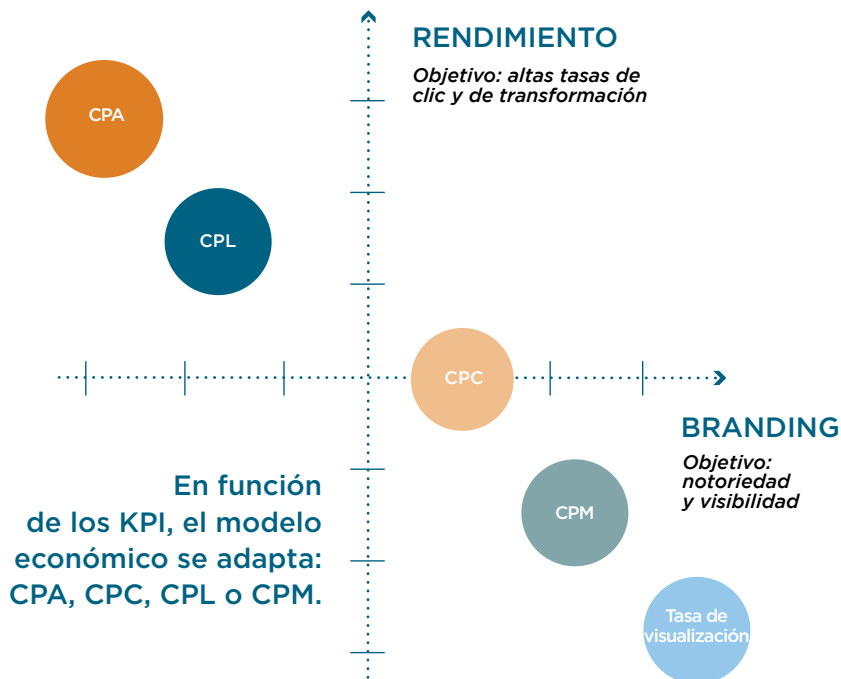 RENDIMIENTO
Objetivo: altas tasas de
clic y de transformación
CPA
CPL
CPC
BRANDING
Objetivo:
notoriedad
y visibilidad
En función
de los KPI, el modelo
económico se adapta:
CPA, CPC, CPL o CPM.
CPM
Tasa de
visualización